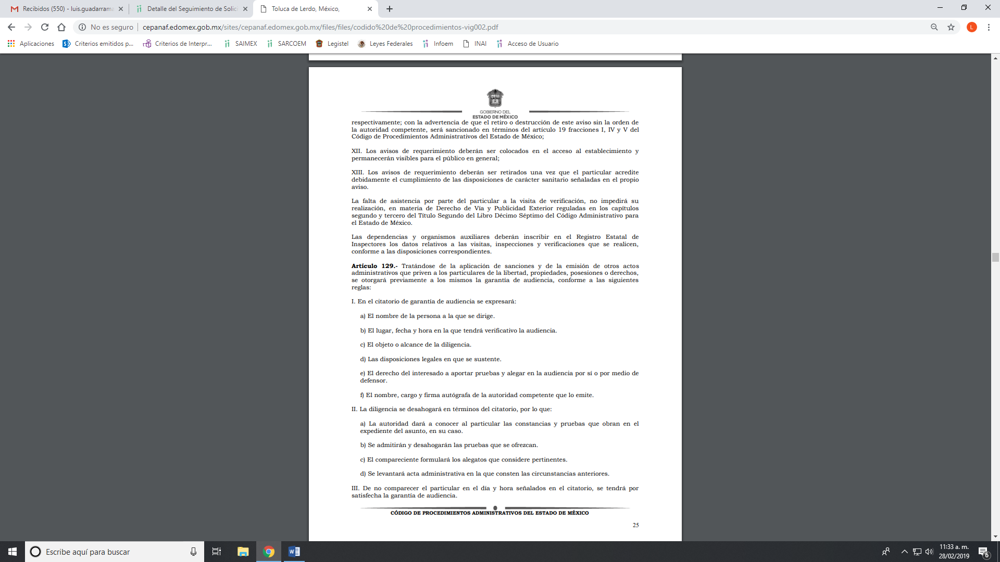 Recibidos (550) - luis.guadarrama
Detalle del Seguimiento de Solici
Toluca de Lerdo, México,
No es seguro
cepanaf.edomex.gob.mx/sites/cepanaf.edomex.gob.mx/files/files/codido%20de%20procedimientos-vig002.pdf
L
Aplicaciones
Criterios emitidos p...
Criterios de Interpr...
SAIMEX
SARCOEM
Legistel
Leyes Federales
Infoem
INAI
Acceso de Usuario
GOBIERNO DEL
ESTADO DE MÉXICO
respectivamente; con la advertencia de que el retiro o destrucción de este aviso sin la orden de
la autoridad competente, será sancionado en términos del artículo 19 fracciones I, IV y V del
Código de Procedimientos Administrativos del Estado de México;
XII. Los avisos de requerimiento deberán ser colocados en el acceso al establecimiento y
permanecerán visibles para el público en general;
XIII. Los avisos de requerimiento deberán ser retirados una vez que el particular acredite
debidamente el cumplimiento de las disposiciones de carácter sanitario señaladas en el propio
aviso.
La falta de asistencia por parte del particular a la visita de verificación, no impedirá su
realización, en materia de Derecho de Vía y Publicidad Exterior reguladas en los capítulos
segundo y tercero del Título Segundo del Libro Décimo Séptimo del Código Administrativo para
el Estado de México.
Las dependencias y organismos auxiliares deberán inscribir en el Registro Estatal de
Inspectores los datos relativos a las visitas, inspecciones y verificaciones que se realicen,
conforme a las disposiciones correspondientes.
Artículo 129.- Tratándose de la aplicación de sanciones y de la emisión de otros actos
administrativos que priven a los particulares de la libertad, propiedades, posesiones o derechos,
se otorgará previamente a los mismos la garantía de audiencia, conforme a las siguientes
reglas:
I. En el citatorio de garantía de audiencia se expresará:
a) El nombre de la persona a la que se dirige.
b) El lugar, fecha y hora en la que tendrá verificativo la audiencia.
c) El objeto o alcance de la diligencia.
d) Las disposiciones legales en que se sustente.
e) El derecho del interesado a aportar pruebas y alegar en la audiencia por sí o por medio de
defensor.
f) El nombre, cargo y firma autógrafa de la autoridad competente que lo emite.
II. La diligencia se desahogará en términos del citatorio, por lo que:
a) La autoridad dará a conocer al particular las constancias y pruebas que obran en el
expediente del asunto, en su caso.
b) Se admitirán y desahogarán las pruebas que se ofrezcan.
c) El compareciente formulará los alegatos que considere pertinentes.
d) Se levantará acta administrativa en la que consten las circunstancias anteriores.
III. De no comparecer el particular en el día y hora señalados en el citatorio, se tendrá por
satisfecha la garantía de audiencia.
CÓDIGO DE PROCEDIMIENTOS ADMINISTRATIVOS DEL ESTADO DE MÉXICO
25
Escribe aquí para buscar
11:33 a. m.
28/02/2019
6